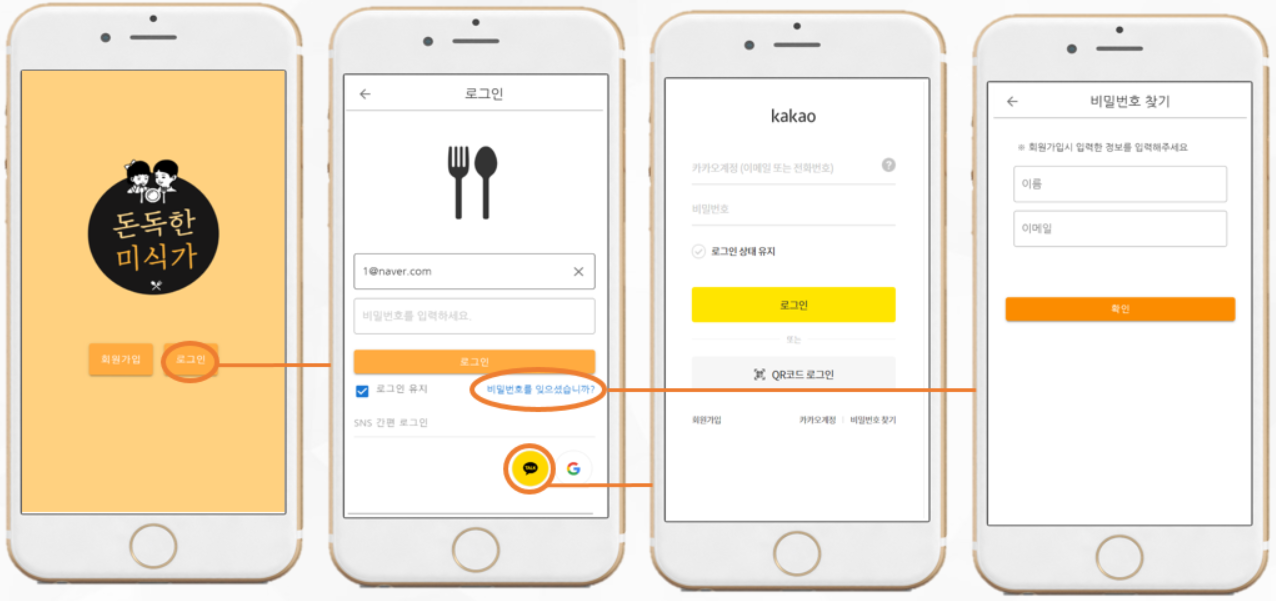 돈독한
미식가
회원가입
로그인
로그인
1@naver.com
비밀번호를 입력하세요.
로그인
로그인 유지
비밀번호를 잊으셨습니까?
SNS 간편 로그인
TALK
G
kakao
카카오계정 (이메일 또는 전화번호)
?
비밀번호
로그인 상태 유지
로그인
또는
QR코드 로그인
회원가입
카카오계정 | 비밀번호 찾기
비밀번호 찾기
※ 회원가입시 입력한 정보를 입력해주세요
이름
이메일
확인